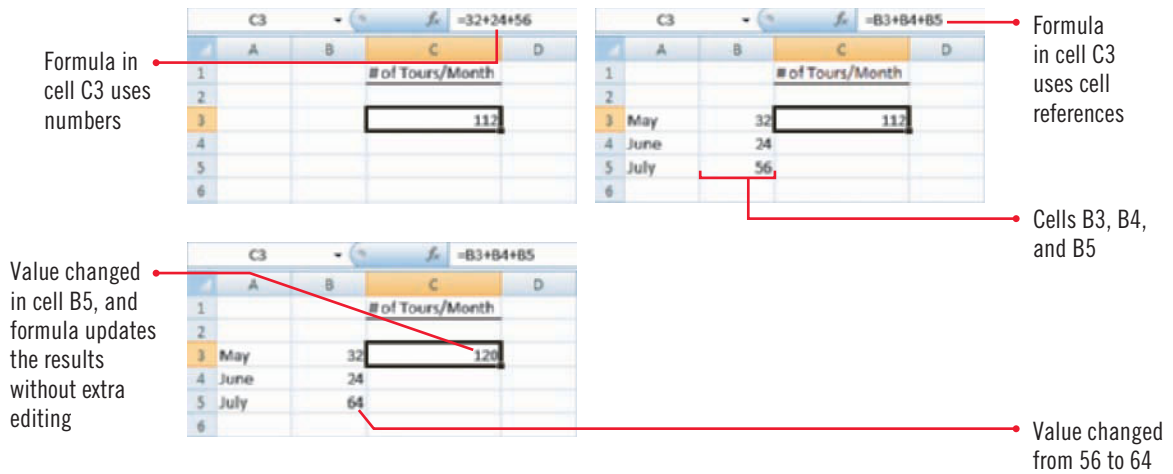 C3 fx =32+24+56
A B C D
1 # of Tours/Month
2
3 112
4
5
6
Formula in
cell C3 uses
numbers
C3 fx =B3+B4+B5
A B C D
1 # of Tours/Month
2
3 May 32 112
4 June 24
5 July 56
6
Formula
in cell C3
uses cell
references
Cells B3, B4,
and B5
C3 fx =B3+B4+B5
A B C D
1 # of Tours/Month
2
3 May 32 120
4 June 24
5 July 64
6
Value changed
in cell B5, and
formula updates
the results
without extra
editing
Value changed
from 56 to 64